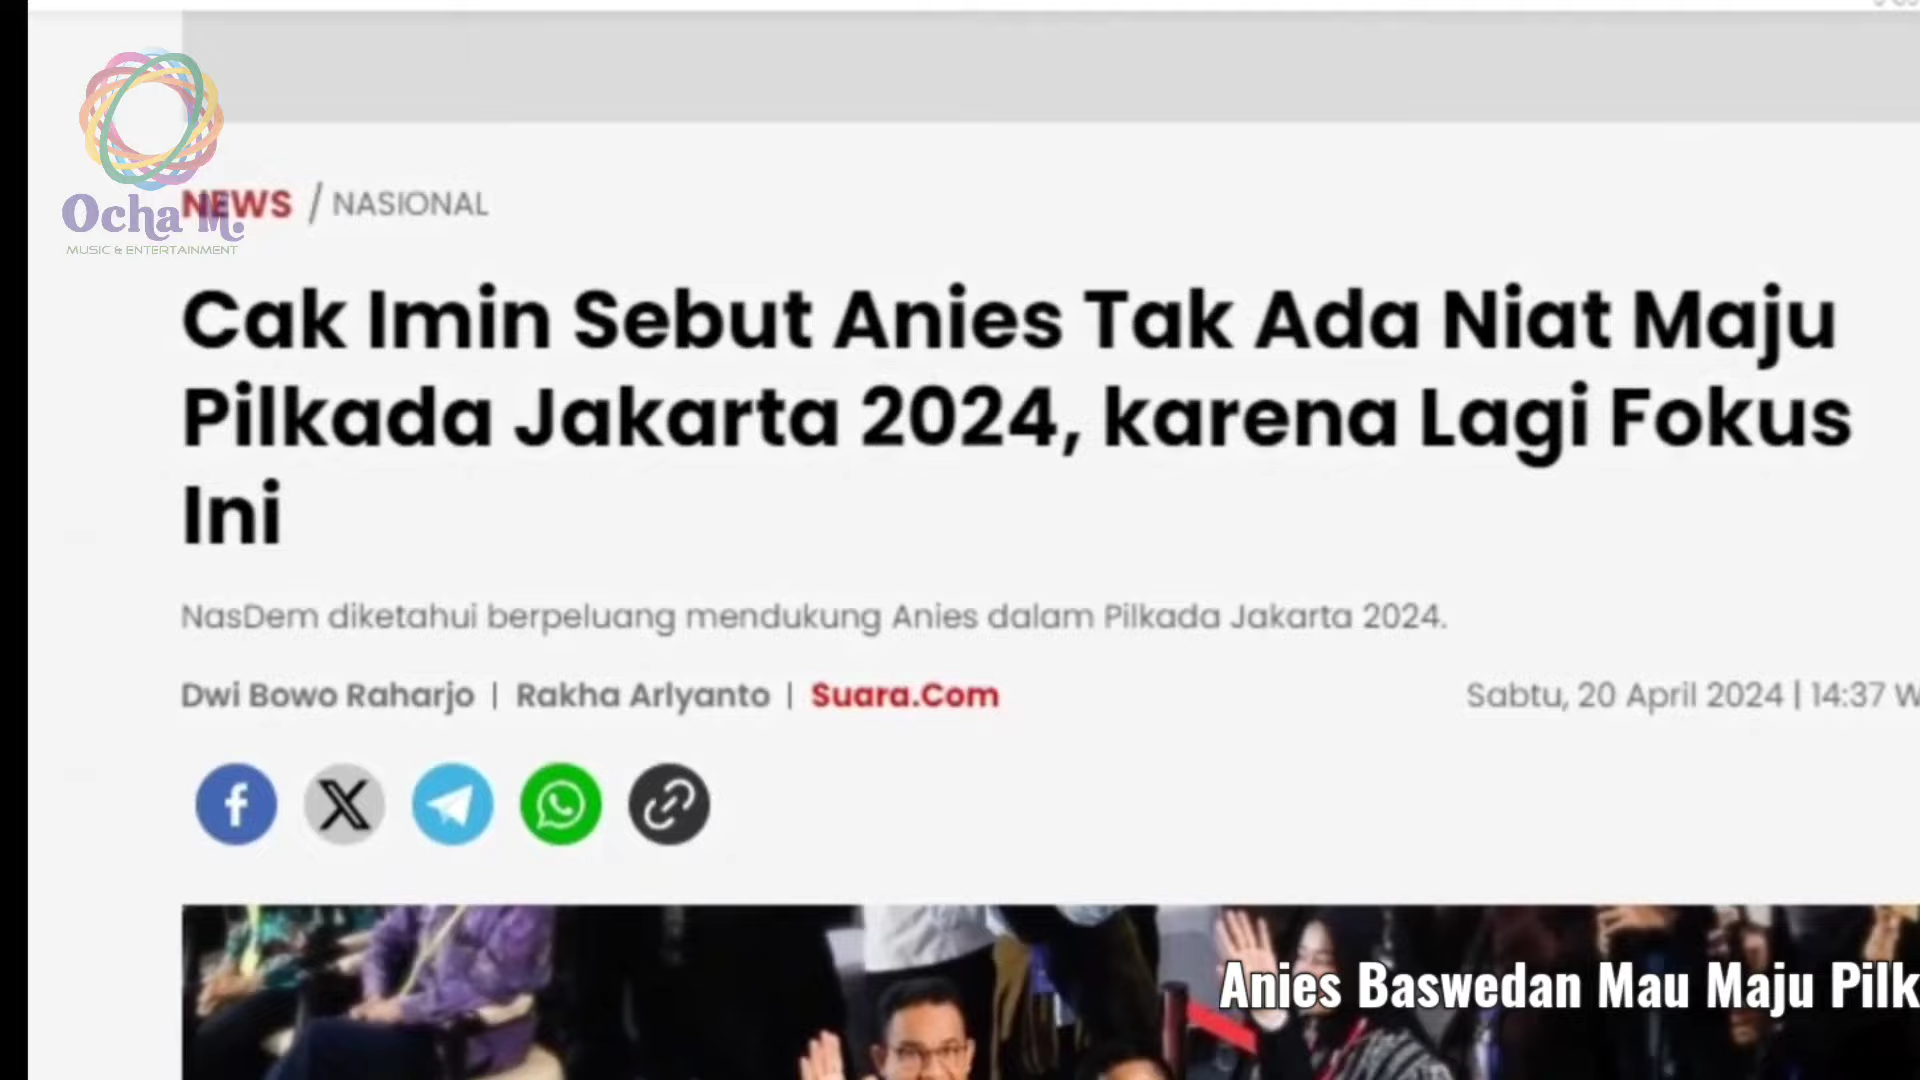 NEWS / NASIONAL
Ocha M.
MUSIC & ENTERTAINMENT
Cak Imin Sebut Anies Tak Ada Niat Maju
Pilkada Jakarta 2024, karena Lagi Fokus
Ini
NasDem diketahui berpeluang mendukung Anies dalam Pilkada Jakarta 2024.
Dwi Bowo Raharjo | Rakha Arlyanto | Suara.Com
Sabtu, 20 April 2024 | 14:37 W
Anies Baswedan Mau Maju Pilk